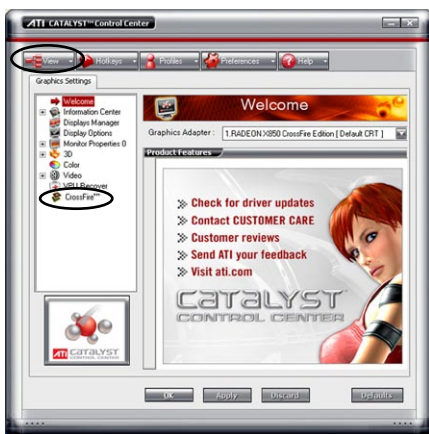 ATI CATALYST™ Control Center
View Hotkeys Profiles Preferences Help
Graphics Settings
Welcome
Information Center
Displays Manager
Display Options
Monitor Properties 0
3D
Color
Video
VPU Recover
CrossFire™
Welcome
Graphics Adapter : 1.RADEON X850 CrossFire Edition [ Default CRT ]
Product Features
Check for driver updates
Contact CUSTOMER CARE
Customer reviews
Send ATI your feedback
Visit ati.com
CATALYST
CONTROL CENTER
ATI CATALYST
CONTROL CENTER
OK Apply Discard Defaults